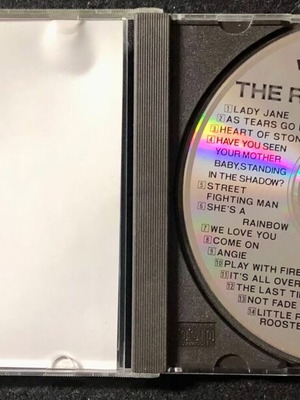 THE R
1 LADY JANE
2 AS TEARS GO
3 HEART OF STON
4 HAVE YOU SEEN
YOUR MOTHER
BABY,STANDING
IN THE SHADOW?
5 STREET
FIGHTING MAN
6 SHE'S A
RAINBOW
7 WE LOVE YOU
8 COME ON
9 ANGIE
10 PLAY WITH FIRE
11 IT'S ALL OVER
12 THE LAST TI
13 NOT FADE
14 LITTLE R
ROOSTE